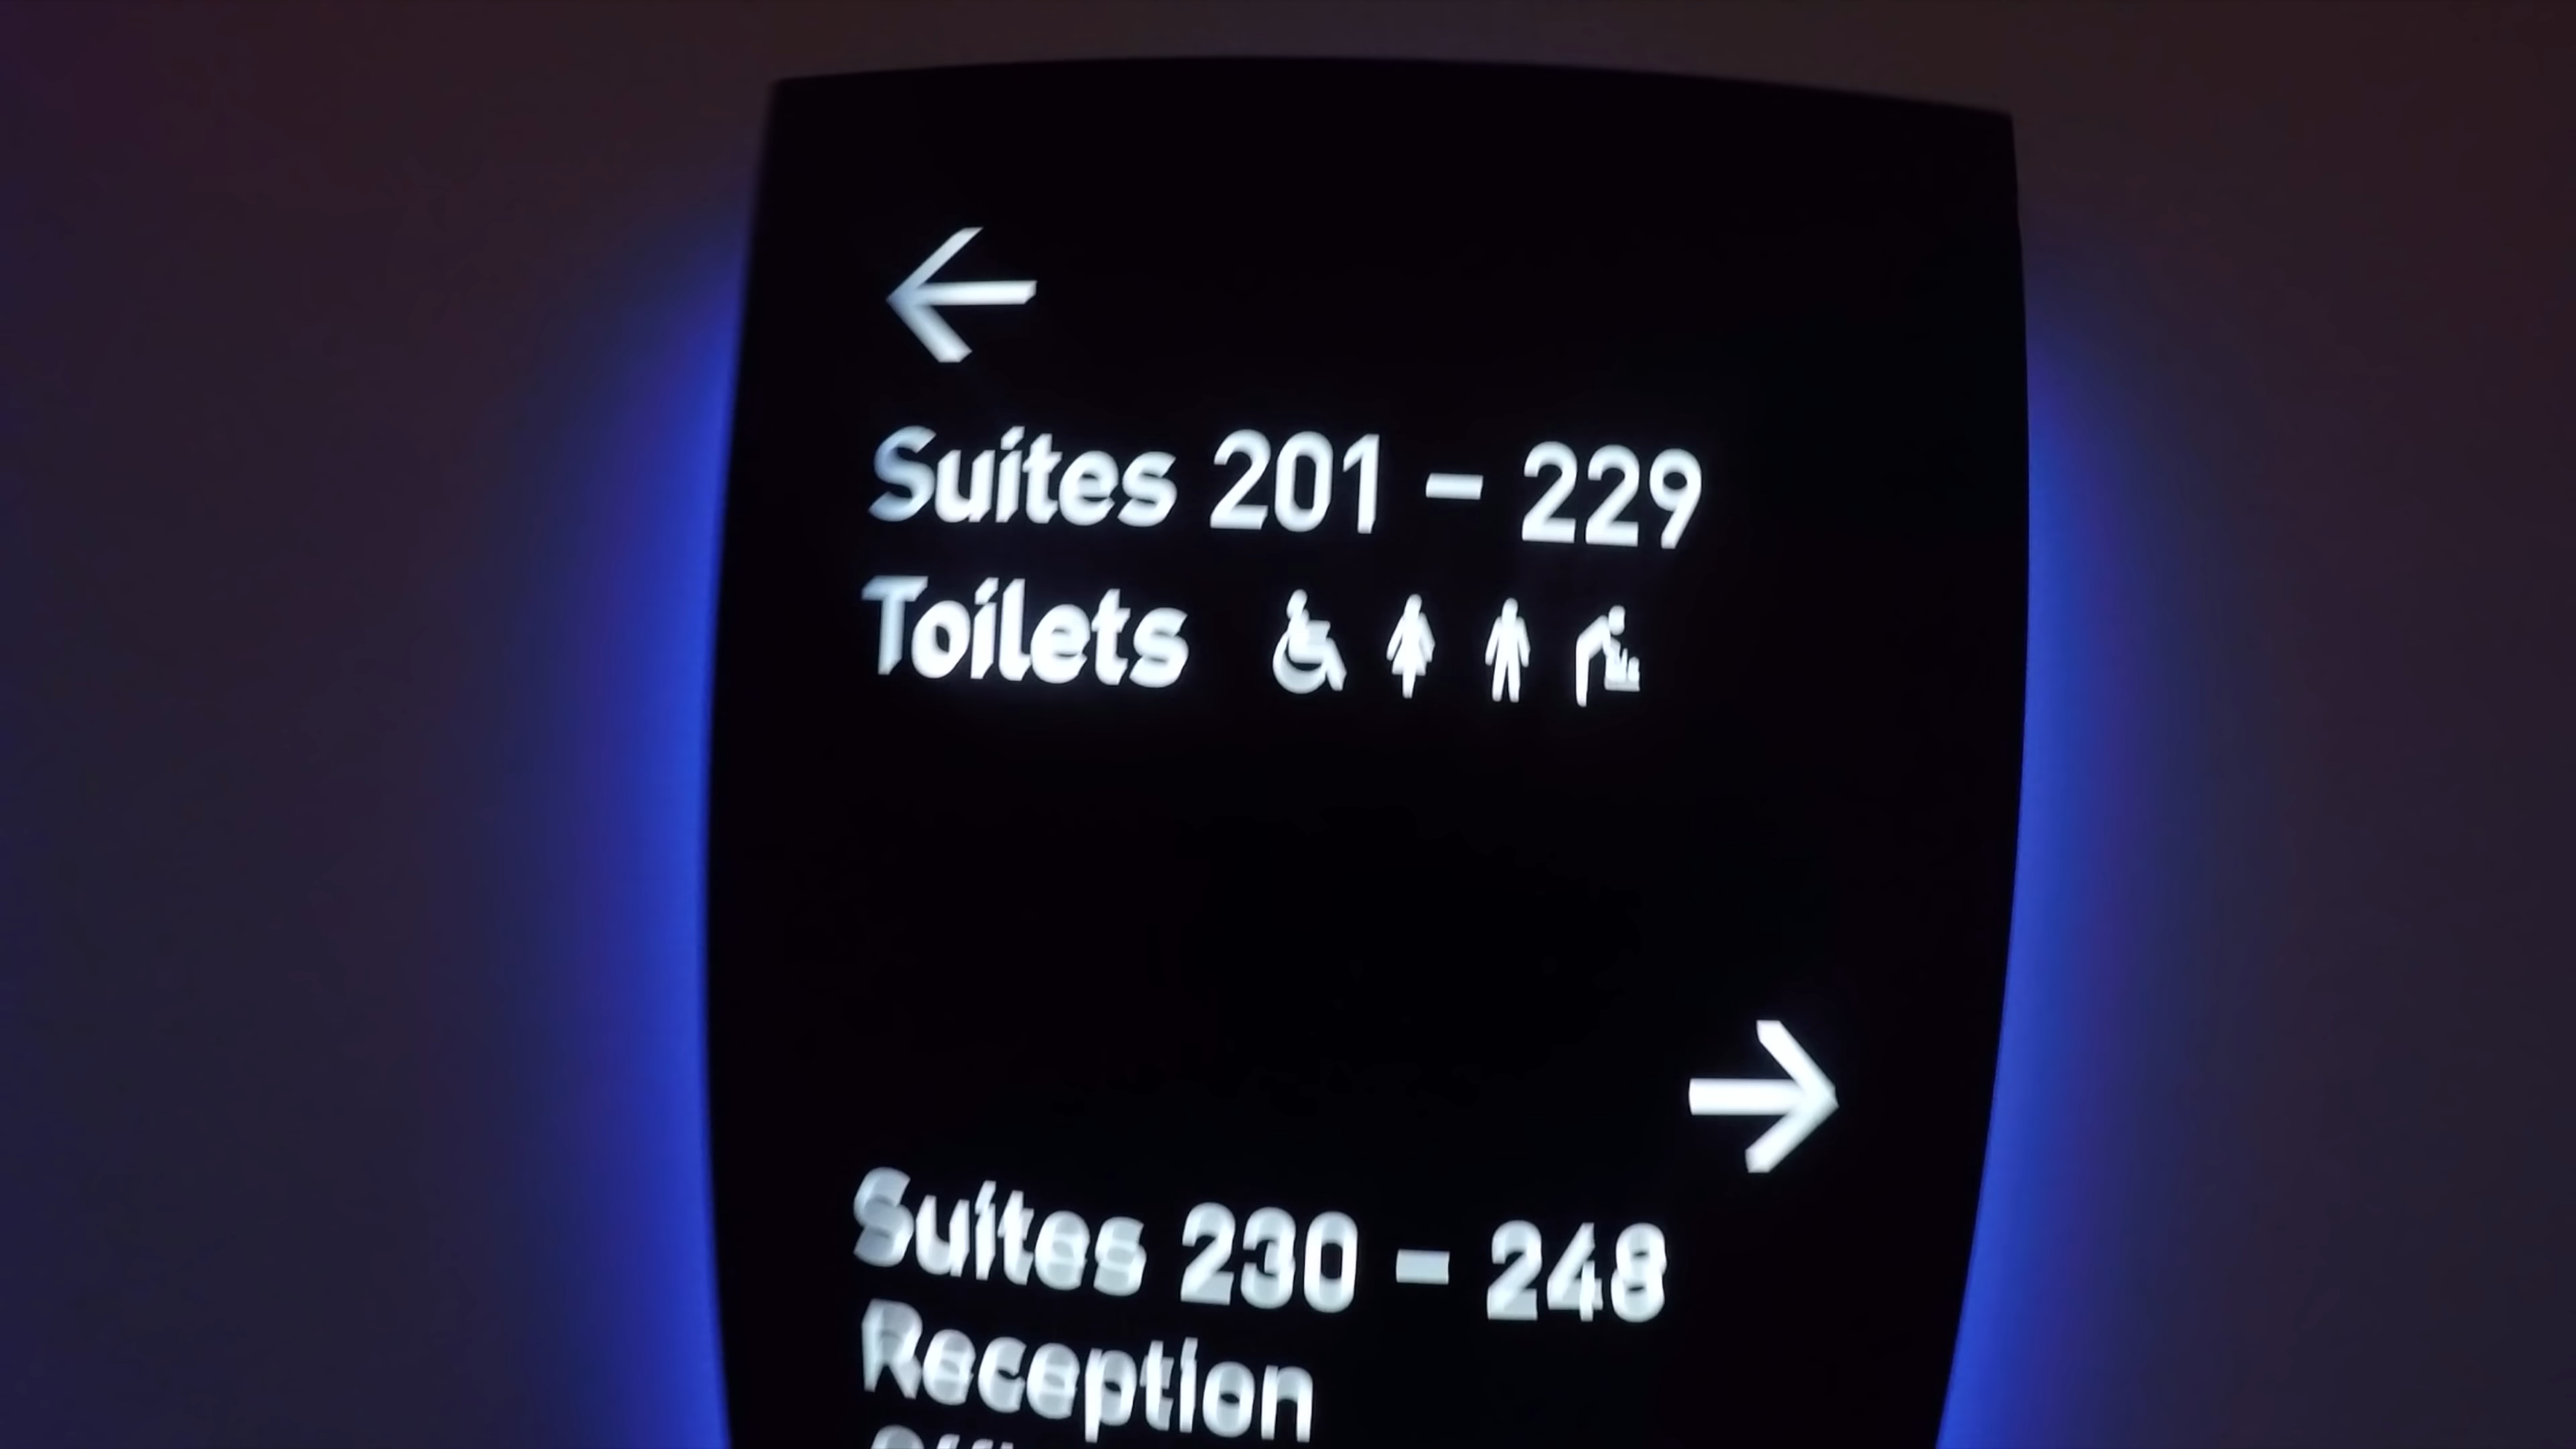 ←
Suites 201 – 229
Toilets
→
Suites 230 – 248
Reception